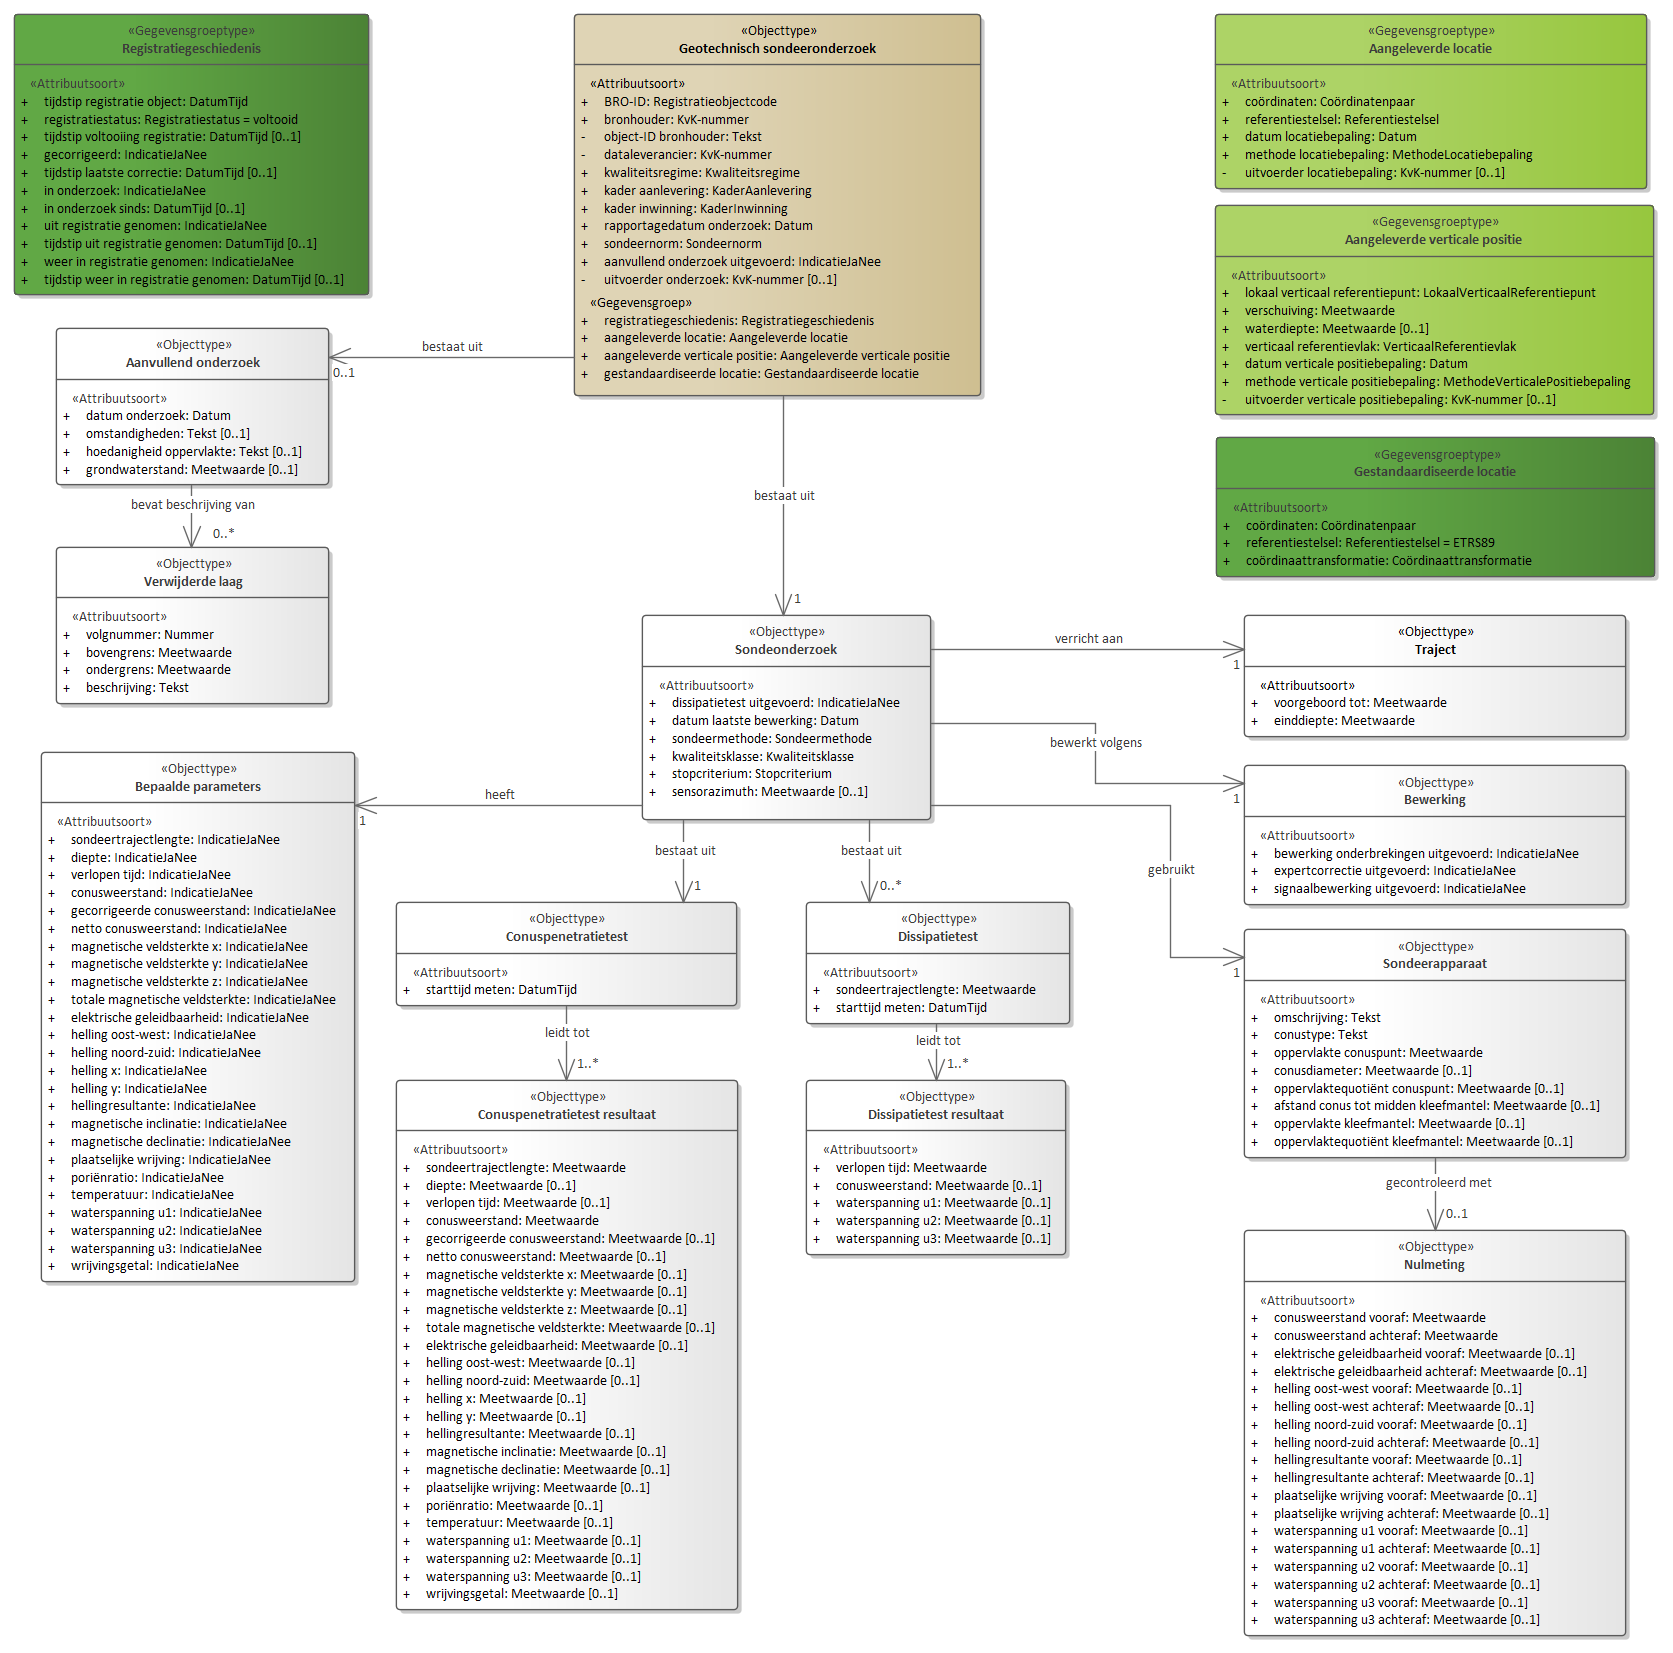 «Gegevensgroeptype»
Registratiegeschiedenis
«Attribuutsoort»
+ tijdstip registratie object: DatumTijd
+ registratiestatus: Registratiestatus = voltooid
+ tijdstip voltooiing registratie: DatumTijd [0..1]
+ gecorrigeerd: IndicatieJaNee
+ tijdstip laatste correctie: DatumTijd [0..1]
+ in onderzoek: IndicatieJaNee
+ in onderzoek sinds: DatumTijd [0..1]
+ uit registratie genomen: IndicatieJaNee
+ tijdstip uit registratie genomen: DatumTijd [0..1]
+ weer in registratie genomen: IndicatieJaNee
+ tijdstip weer in registratie genomen: DatumTijd [0..1]
«Objecttype»
Geotechnisch sondeeronderzoek
«Attribuutsoort»
+ BRO-ID: Registratieobjectcode
+ bronhouder: KvK-nummer
- object-ID bronhouder: Tekst
- dataleverancier: KvK-nummer
+ kwaliteitsregime: Kwaliteitsregime
+ kader aanlevering: KaderAanlevering
+ kader inwinning: KaderInwinning
+ rapportagedatum onderzoek: Datum
+ sondeernorm: Sondeernorm
+ aanvullend onderzoek uitgevoerd: IndicatieJaNee
- uitvoerder onderzoek: KvK-nummer [0..1]
«Gegevensgroep»
+ registratiegeschiedenis: Registratiegeschiedenis
+ aangeleverde locatie: Aangeleverde locatie
+ aangeleverde verticale positie: Aangeleverde verticale positie
+ gestandaardiseerde locatie: Gestandaardiseerde locatie
«Gegevensgroeptype»
Aangeleverde locatie
«Attribuutsoort»
+ coördinaten: Coördinatenpaar
+ referentiestelsel: Referentiestelsel
+ datum locatiebepaling: Datum
+ methode locatiebepaling: MethodeLocatiebepaling
- uitvoerder locatiebepaling: KvK-nummer [0..1]
«Gegevensgroeptype»
Aangeleverde verticale positie
«Attribuutsoort»
+ lokaal verticaal referentiepunt: LokaalVerticaalReferentiepunt
+ verschuiving: Meetwaarde
+ waterdiepte: Meetwaarde [0..1]
+ verticaal referentievlak: VerticaalReferentievlak
+ datum verticale positiebepaling: Datum
+ methode verticale positiebepaling: MethodeVerticalePositiebepaling
- uitvoerder verticale positiebepaling: KvK-nummer [0..1]
«Gegevensgroeptype»
Gestandaardiseerde locatie
«Attribuutsoort»
+ coördinaten: Coördinatenpaar
+ referentiestelsel: Referentiestelsel = ETRS89
+ coördinaattransformatie: Coördinaattransformatie
bestaat uit
0..1
«Objecttype»
Aanvullend onderzoek
«Attribuutsoort»
+ datum onderzoek: Datum
+ omstandigheden: Tekst [0..1]
+ hoedanigheid oppervlakte: Tekst [0..1]
+ grondwaterstand: Meetwaarde [0..1]
bevat beschrijving van
0..*
«Objecttype»
Verwijderde laag
«Attribuutsoort»
+ volgnummer: Nummer
+ bovengrens: Meetwaarde
+ ondergrens: Meetwaarde
+ beschrijving: Tekst
bestaat uit
1
«Objecttype»
Sondeonderzoek
«Attribuutsoort»
+ dissipatietest uitgevoerd: IndicatieJaNee
+ datum laatste bewerking: Datum
+ sondeermethode: Sondeermethode
+ kwaliteitsklasse: Kwaliteitsklasse
+ stopcriterium: Stopcriterium
+ sensorazimuth: Meetwaarde [0..1]
verricht aan
1
«Objecttype»
Traject
«Attribuutsoort»
+ voorgeboord tot: Meetwaarde
+ einddiepte: Meetwaarde
bewerkt volgens
1
«Objecttype»
Bewerking
«Attribuutsoort»
+ bewerking onderbrekingen uitgevoerd: IndicatieJaNee
+ expertcorrectie uitgevoerd: IndicatieJaNee
+ signaalbewerking uitgevoerd: IndicatieJaNee
heeft
1
«Objecttype»
Bepaalde parameters
«Attribuutsoort»
+ sondeertrajectlengte: IndicatieJaNee
+ diepte: IndicatieJaNee
+ verlopen tijd: IndicatieJaNee
+ conusweerstand: IndicatieJaNee
+ gecorrigeerde conusweerstand: IndicatieJaNee
+ netto conusweerstand: IndicatieJaNee
+ magnetische veldsterkte x: IndicatieJaNee
+ magnetische veldsterkte y: IndicatieJaNee
+ magnetische veldsterkte z: IndicatieJaNee
+ totale magnetische veldsterkte: IndicatieJaNee
+ elektrische geleidbaarheid: IndicatieJaNee
+ helling oost-west: IndicatieJaNee
+ helling noord-zuid: IndicatieJaNee
+ helling x: IndicatieJaNee
+ helling y: IndicatieJaNee
+ hellingresultante: IndicatieJaNee
+ magnetische inclinatie: IndicatieJaNee
+ magnetische declinatie: IndicatieJaNee
+ plaatselijke wrijving: IndicatieJaNee
+ poriënratio: IndicatieJaNee
+ temperatuur: IndicatieJaNee
+ waterspanning u1: IndicatieJaNee
+ waterspanning u2: IndicatieJaNee
+ waterspanning u3: IndicatieJaNee
+ wrijvingsgetal: IndicatieJaNee
bestaat uit
1
«Objecttype»
Conuspenetratietest
«Attribuutsoort»
+ starttijd meten: DatumTijd
leidt tot
1..*
«Objecttype»
Conuspenetratietest resultaat
«Attribuutsoort»
+ sondeertrajectlengte: Meetwaarde
+ diepte: Meetwaarde [0..1]
+ verlopen tijd: Meetwaarde [0..1]
+ conusweerstand: Meetwaarde
+ gecorrigeerde conusweerstand: Meetwaarde [0..1]
+ netto conusweerstand: Meetwaarde [0..1]
+ magnetische veldsterkte x: Meetwaarde [0..1]
+ magnetische veldsterkte y: Meetwaarde [0..1]
+ magnetische veldsterkte z: Meetwaarde [0..1]
+ totale magnetische veldsterkte: Meetwaarde [0..1]
+ elektrische geleidbaarheid: Meetwaarde [0..1]
+ helling oost-west: Meetwaarde [0..1]
+ helling noord-zuid: Meetwaarde [0..1]
+ helling x: Meetwaarde [0..1]
+ helling y: Meetwaarde [0..1]
+ hellingresultante: Meetwaarde [0..1]
+ magnetische inclinatie: Meetwaarde [0..1]
+ magnetische declinatie: Meetwaarde [0..1]
+ plaatselijke wrijving: Meetwaarde [0..1]
+ poriënratio: Meetwaarde [0..1]
+ temperatuur: Meetwaarde [0..1]
+ waterspanning u1: Meetwaarde [0..1]
+ waterspanning u2: Meetwaarde [0..1]
+ waterspanning u3: Meetwaarde [0..1]
+ wrijvingsgetal: Meetwaarde [0..1]
bestaat uit
0..*
«Objecttype»
Dissipatietest
«Attribuutsoort»
+ sondeertrajectlengte: Meetwaarde
+ starttijd meten: DatumTijd
leidt tot
1..*
«Objecttype»
Dissipatietest resultaat
«Attribuutsoort»
+ verlopen tijd: Meetwaarde
+ conusweerstand: Meetwaarde [0..1]
+ waterspanning u1: Meetwaarde [0..1]
+ waterspanning u2: Meetwaarde [0..1]
+ waterspanning u3: Meetwaarde [0..1]
gebruikt
1
«Objecttype»
Sondeerapparaat
«Attribuutsoort»
+ omschrijving: Tekst
+ conustype: Tekst
+ oppervlakte conuspunt: Meetwaarde
+ conusdiameter: Meetwaarde [0..1]
+ oppervlaktequotiënt conuspunt: Meetwaarde [0..1]
+ afstand conus tot midden kleefmantel: Meetwaarde [0..1]
+ oppervlakte kleefmantel: Meetwaarde [0..1]
+ oppervlaktequotiënt kleefmantel: Meetwaarde [0..1]
gecontroleerd met
0..1
«Objecttype»
Nulmeting
«Attribuutsoort»
+ conusweerstand vooraf: Meetwaarde
+ conusweerstand achteraf: Meetwaarde
+ elektrische geleidbaarheid vooraf: Meetwaarde [0..1]
+ elektrische geleidbaarheid achteraf: Meetwaarde [0..1]
+ helling oost-west vooraf: Meetwaarde [0..1]
+ helling oost-west achteraf: Meetwaarde [0..1]
+ helling noord-zuid vooraf: Meetwaarde [0..1]
+ helling noord-zuid achteraf: Meetwaarde [0..1]
+ hellingresultante vooraf: Meetwaarde [0..1]
+ hellingresultante achteraf: Meetwaarde [0..1]
+ plaatselijke wrijving vooraf: Meetwaarde [0..1]
+ plaatselijke wrijving achteraf: Meetwaarde [0..1]
+ waterspanning u1 vooraf: Meetwaarde [0..1]
+ waterspanning u1 achteraf: Meetwaarde [0..1]
+ waterspanning u2 vooraf: Meetwaarde [0..1]
+ waterspanning u2 achteraf: Meetwaarde [0..1]
+ waterspanning u3 vooraf: Meetwaarde [0..1]
+ waterspanning u3 achteraf: Meetwaarde [0..1]